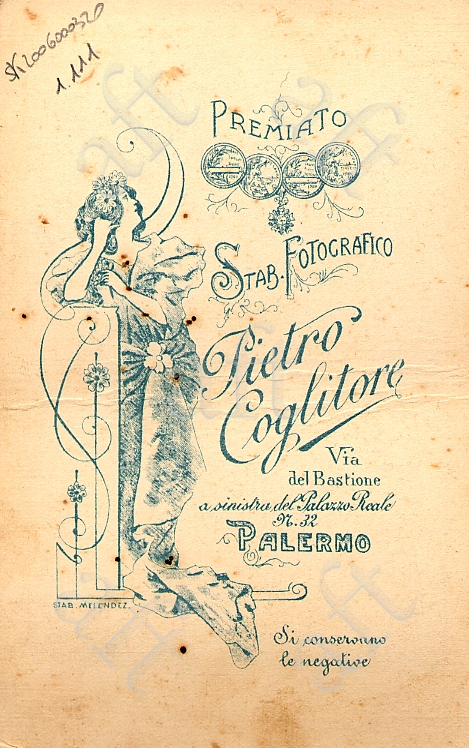 SK2006000320
1.111
PREMIATO
STAB. FOTOGRAFICO
Pietro
Coglitore
Via
del Bastione
a sinistra del Palazzo Reale
N. 32
PALERMO
STAB. MELENDEZ.
Si conservano
le negative